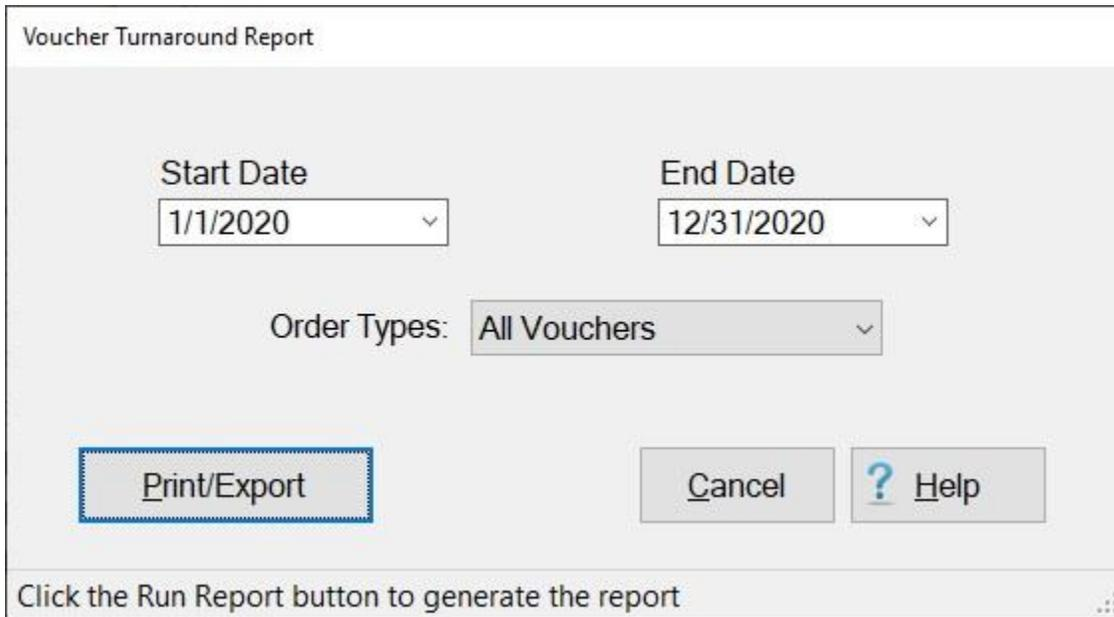 Voucher Turnaround Report
Start Date
End Date
1/1/2020
12/31/2020
Order Types:
All Vouchers
Print/Export
Cancel
? Help
Click the Run Report button to generate the report